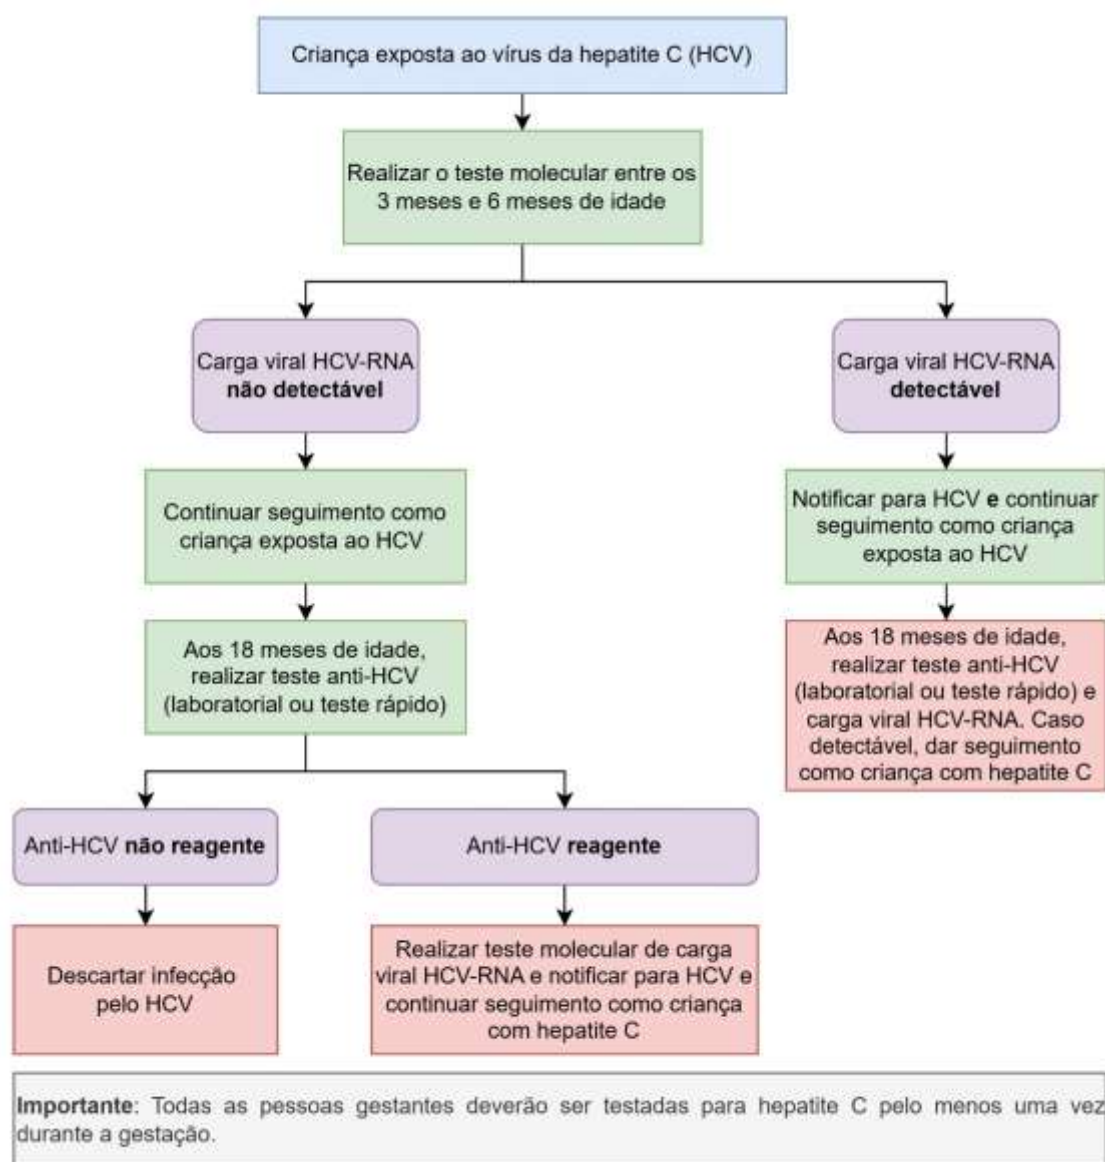 Criança exposta ao vírus da hepatite C (HCV)
Realizar o teste molecular entre os
3 meses e 6 meses de idade
Carga viral HCV-RNA
não detectável
Carga viral HCV-RNA
detectável
Continuar seguimento como
criança exposta ao HCV
Notificar para HCV e continuar
seguimento como criança
exposta ao HCV
Aos 18 meses de idade,
realizar teste anti-HCV
(laboratorial ou teste rápido)
Aos 18 meses de idade,
realizar teste anti-HCV
(laboratorial ou teste rápido) e
carga viral HCV-RNA. Caso
detectável, dar seguimento
como criança com hepatite C
Anti-HCV não reagente
Anti-HCV reagente
Descartar infecção
pelo HCV
Realizar teste molecular de carga
viral HCV-RNA e notificar para HCV e
continuar seguimento como criança
com hepatite C
Importante: Todas as pessoas gestantes deverão ser testadas para hepatite C pelo menos uma vez
durante a gestação.